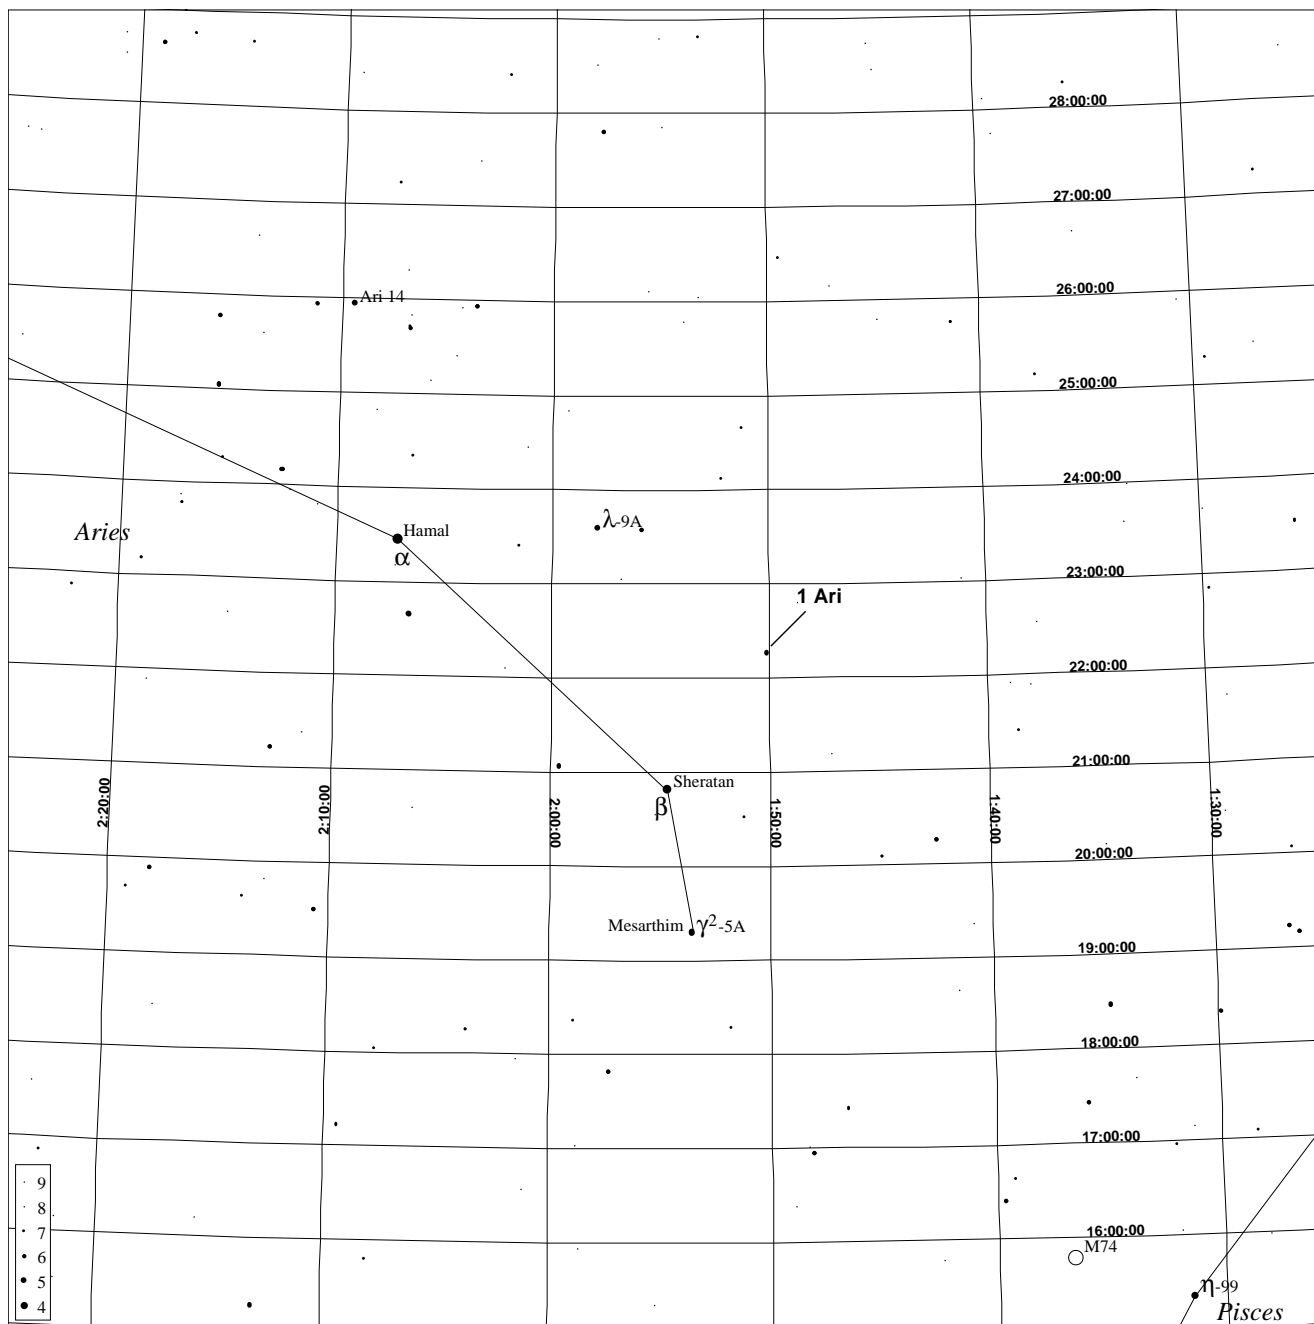 28:00:00
27:00:00
26:00:00
Ari 14
25:00:00
24:00:00
λ-9A
Aries
Hamal
α
23:00:00
1 Ari
22:00:00
21:00:00
Sheratan
β
2:20:00
2:10:00
2:00:00
1:50:00
1:40:00
1:30:00
20:00:00
Mesarthim γ2-5A
19:00:00
18:00:00
17:00:00
16:00:00
M74
η-99
Pisces
9
8
7
6
5
4